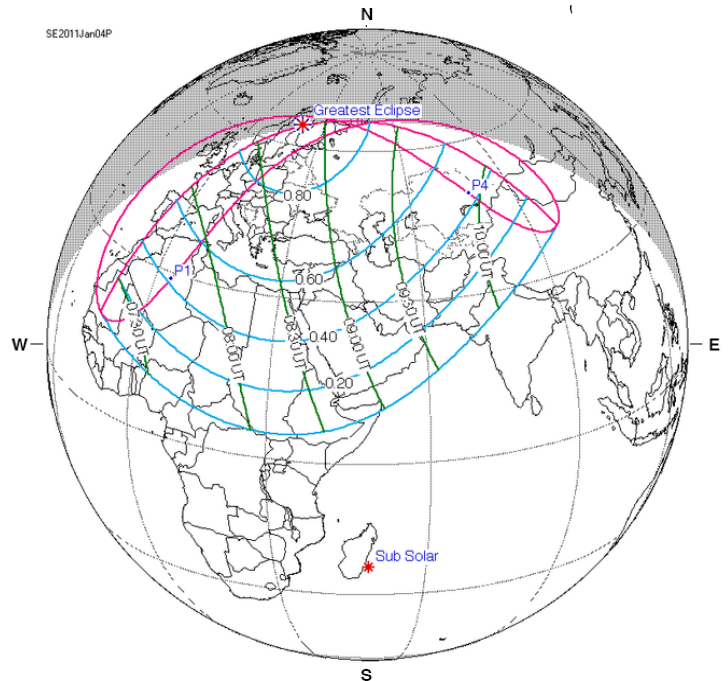 N
SE2011Jan04P
Greatest Eclipse
P4
0.80
P1
0.60
10:00 UT
09:30 UT
07:30 UT
08:00 UT
08:30 UT
09:00 UT
0.40
W
E
0.20
Sub Solar
S